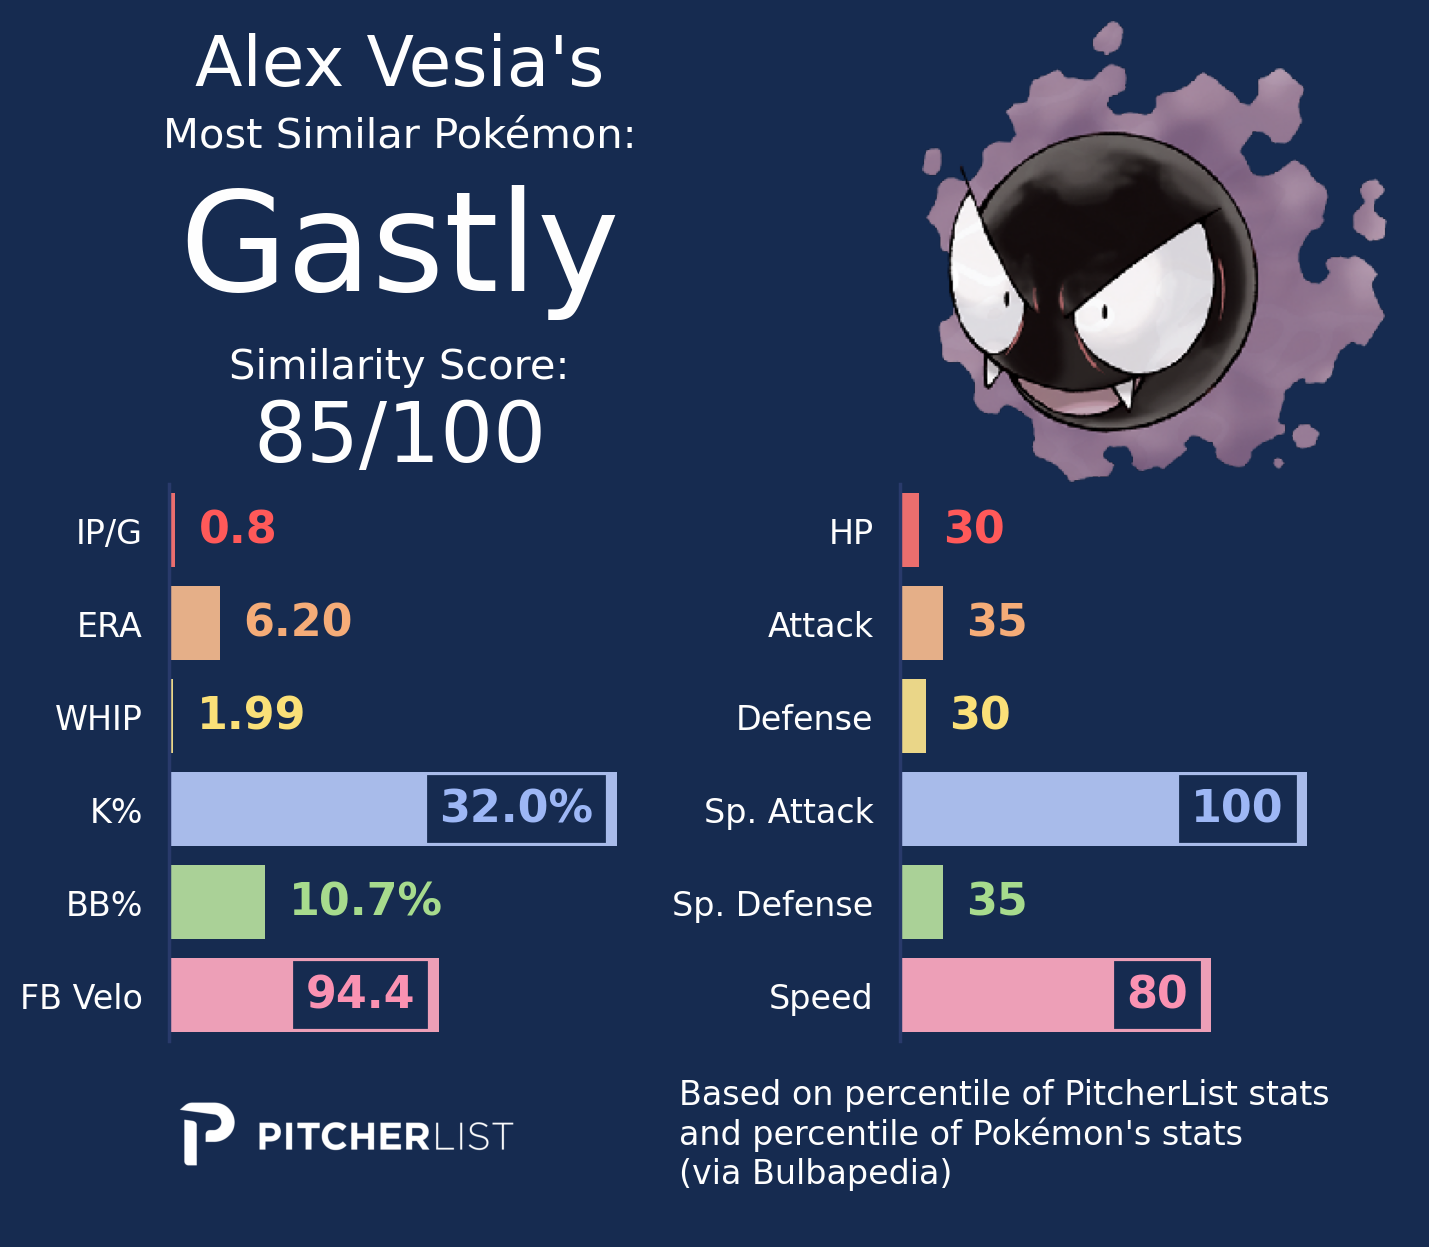 Alex Vesia's
Most Similar Pokémon:
Gastly
Similarity Score:
85/100
IP/G 0.8
ERA 6.20
WHIP 1.99
K% 32.0%
BB% 10.7%
FB Velo 94.4
HP 30
Attack 35
Defense 30
Sp. Attack 100
Sp. Defense 35
Speed 80
PITCHERLIST
Based on percentile of PitcherList stats
and percentile of Pokémon's stats
(via Bulbapedia)